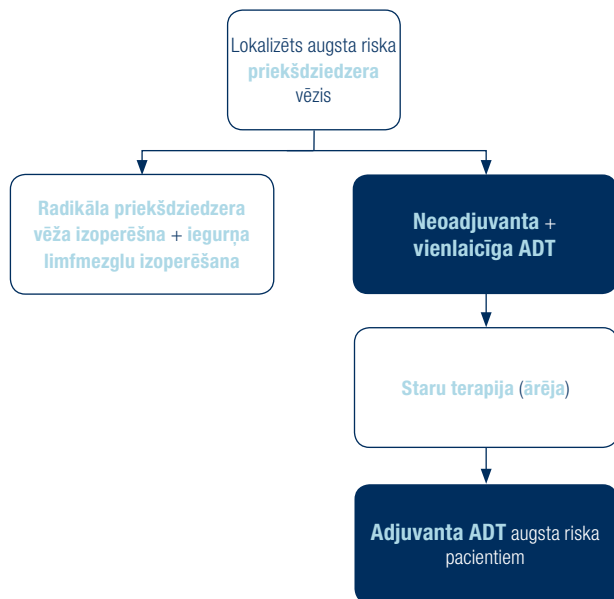 Lokalizēts augsta riska
priekšdziedzera
vēzis
Radikāla priekšdziedzera
vēža izoperēšna + iegurņa
limfmezglu izoperēšana
Neoadjuvanta +
vienlaicīga ADT
Staru terapija (ārēja)
Adjuvanta ADT augsta riska
pacientiem